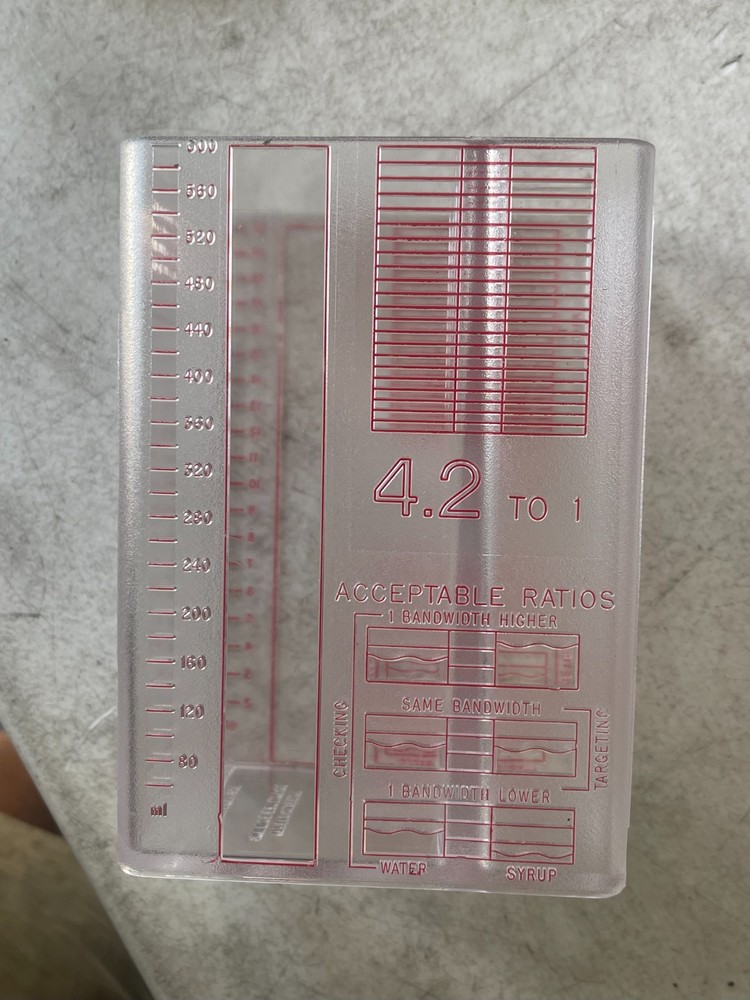 600
560
520
480
440
400
360
320
280
240
200
160
120
80
ml
4.2 TO 1
ACCEPTABLE RATIOS
1 BANDWIDTH HIGHER
SAME BANDWIDTH
1 BANDWIDTH LOWER
CHECKING
TARGETING
WATER
SYRUP